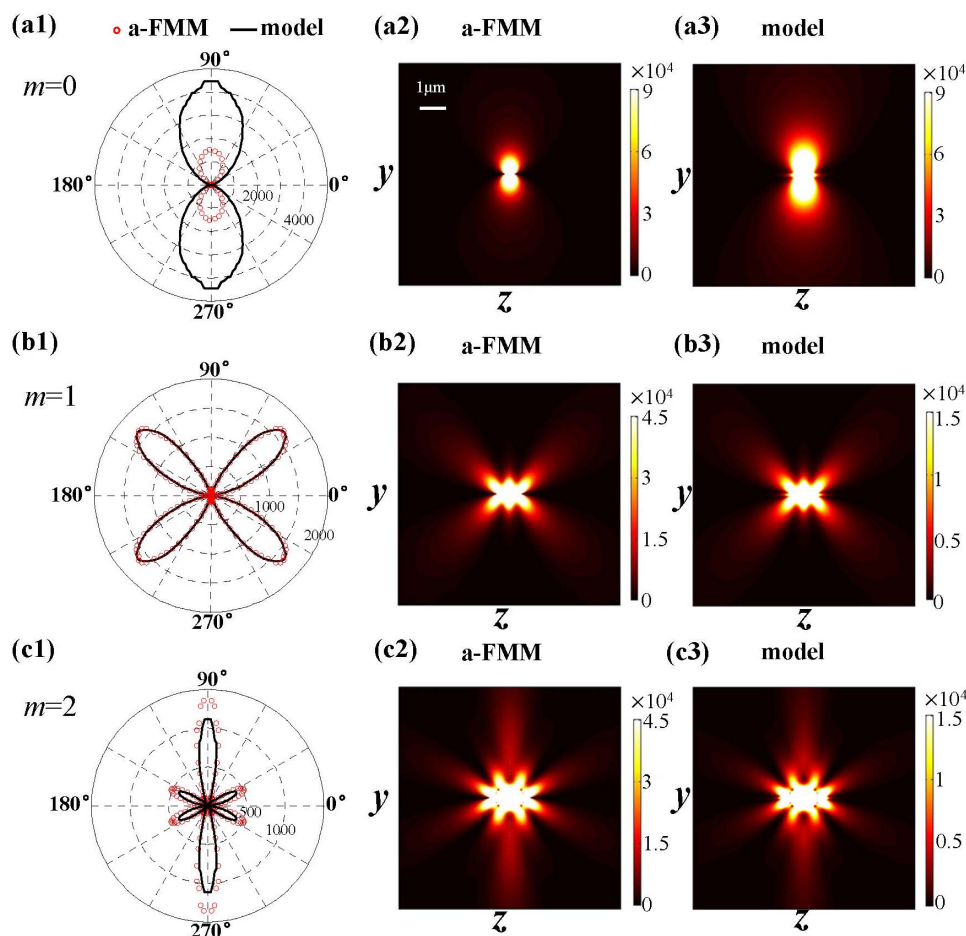 (a1) a-FMM model (a2) a-FMM (a3) model
m=0 90° 180° 0° 270° 2000 4000
1μm y z ×10⁴ 9 6 3 0
y z ×10⁴ 9 6 3 0
(b1) (b2) a-FMM (b3) model
m=1 90° 180° 0° 270° 1000 2000
y z ×10⁴ 4.5 3 1.5 0
y z ×10⁴ 1.5 1 0.5 0
(c1) (c2) a-FMM (c3) model
m=2 90° 180° 0° 270° 500 1000
y z ×10⁴ 4.5 3 1.5 0
y z ×10⁴ 1.5 1 0.5 0